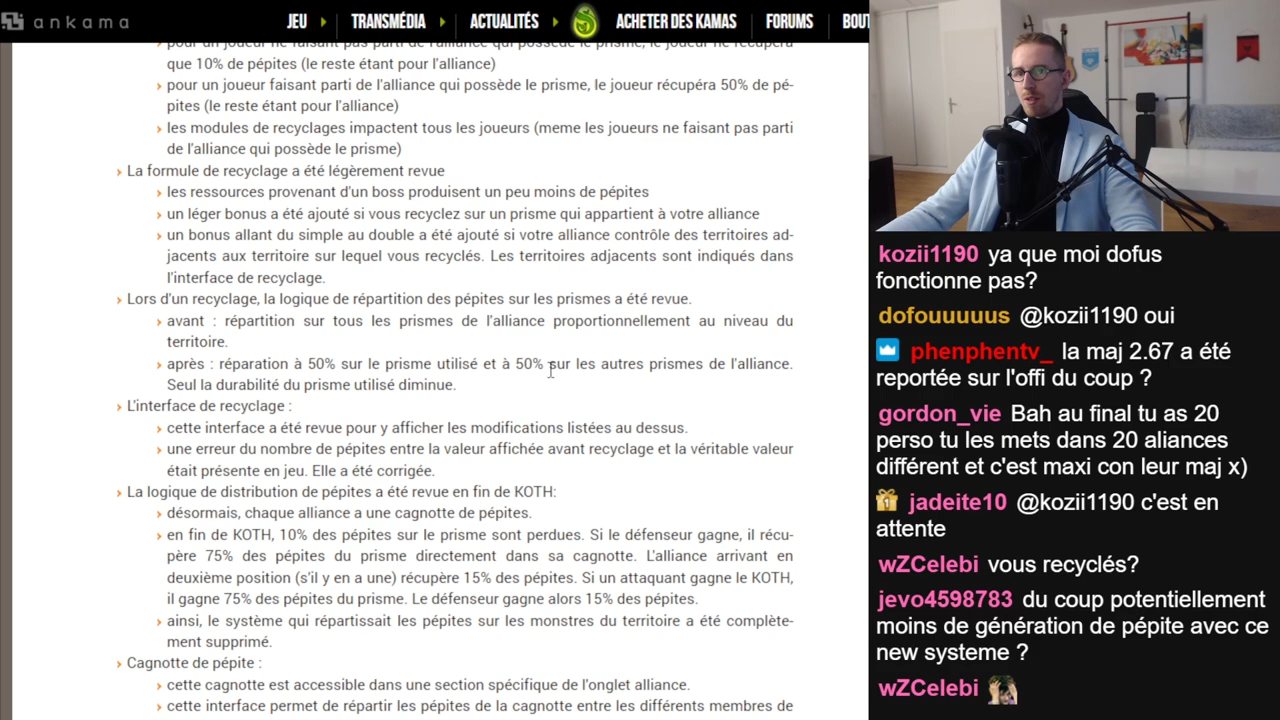 ankama
JEU
TRANSMÉDIA
ACTUALITÉS
ACHETER DES KAMAS
FORUMS
BOUT
pour un joueur ne faisant pas parti de l'alliance qui possède le prisme, le joueur ne récupéra
que 10% de pépites (le reste étant pour l'alliance)
pour un joueur faisant parti de l'alliance qui possède le prisme, le joueur récupéra 50% de pé-
pites (le reste étant pour l'alliance)
les modules de recyclages impactent tous les joueurs (meme les joueurs ne faisant pas parti
de l'alliance qui possède le prisme)
La formule de recyclage a été légèrement revue
les ressources provenant d'un boss produisent un peu moins de pépites
un léger bonus a été ajouté si vous recyclez sur un prisme qui appartient à votre alliance
un bonus allant du simple au double a été ajouté si votre alliance contrôle des territoires ad-
jacents aux territoire sur lequel vous recyclés. Les territoires adjacents sont indiqués dans
l'interface de recyclage.
Lors d'un recyclage, la logique de répartition des pépites sur les prismes a été revue.
avant : répartition sur tous les prismes de l'alliance proportionnellement au niveau du
territoire.
après : réparation à 50% sur le prisme utilisé et à 50% sur les autres prismes de l'alliance.
Seul la durabilité du prisme utilisé diminue.
L'interface de recyclage :
cette interface a été revue pour y afficher les modifications listées au dessus.
une erreur du nombre de pépites entre la valeur affichée avant recyclage et la véritable valeur
était présente en jeu. Elle a été corrigée.
La logique de distribution de pépites a été revue en fin de KOTH:
désormais, chaque alliance a une cagnotte de pépites.
en fin de KOTH, 10% des pépites sur le prisme sont perdues. Si le défenseur gagne, il récu-
père 75% des pépites du prisme directement dans sa cagnotte. L'alliance arrivant en
deuxième position (s'il y en a une) récupère 15% des pépites. Si un attaquant gagne le KOTH,
il gagne 75% des pépites du prisme. Le défenseur gagne alors 15% des pépites.
ainsi, le système qui répartissait les pépites sur les monstres du territoire a été complète-
ment supprimé.
Cagnotte de pépite :
cette cagnotte est accessible dans une section spécifique de l'onglet alliance.
cette interface permet de répartir les pépites de la cagnotte entre les différents membres de
kozii1190 ya que moi dofus
fonctionne pas?
dofouuuuus @kozii1190 oui
phenphentv_ la maj 2.67 a été
reportée sur l'offi du coup ?
gordon_vie Bah au final tu as 20
perso tu les mets dans 20 aliances
différent et c'est maxi con leur maj x)
jadeite10 @kozii1190 c'est en
attente
wZCelebi vous recyclés?
jevo4598783 du coup potentiellement
moins de génération de pépite avec ce
new systeme ?
wZCelebi